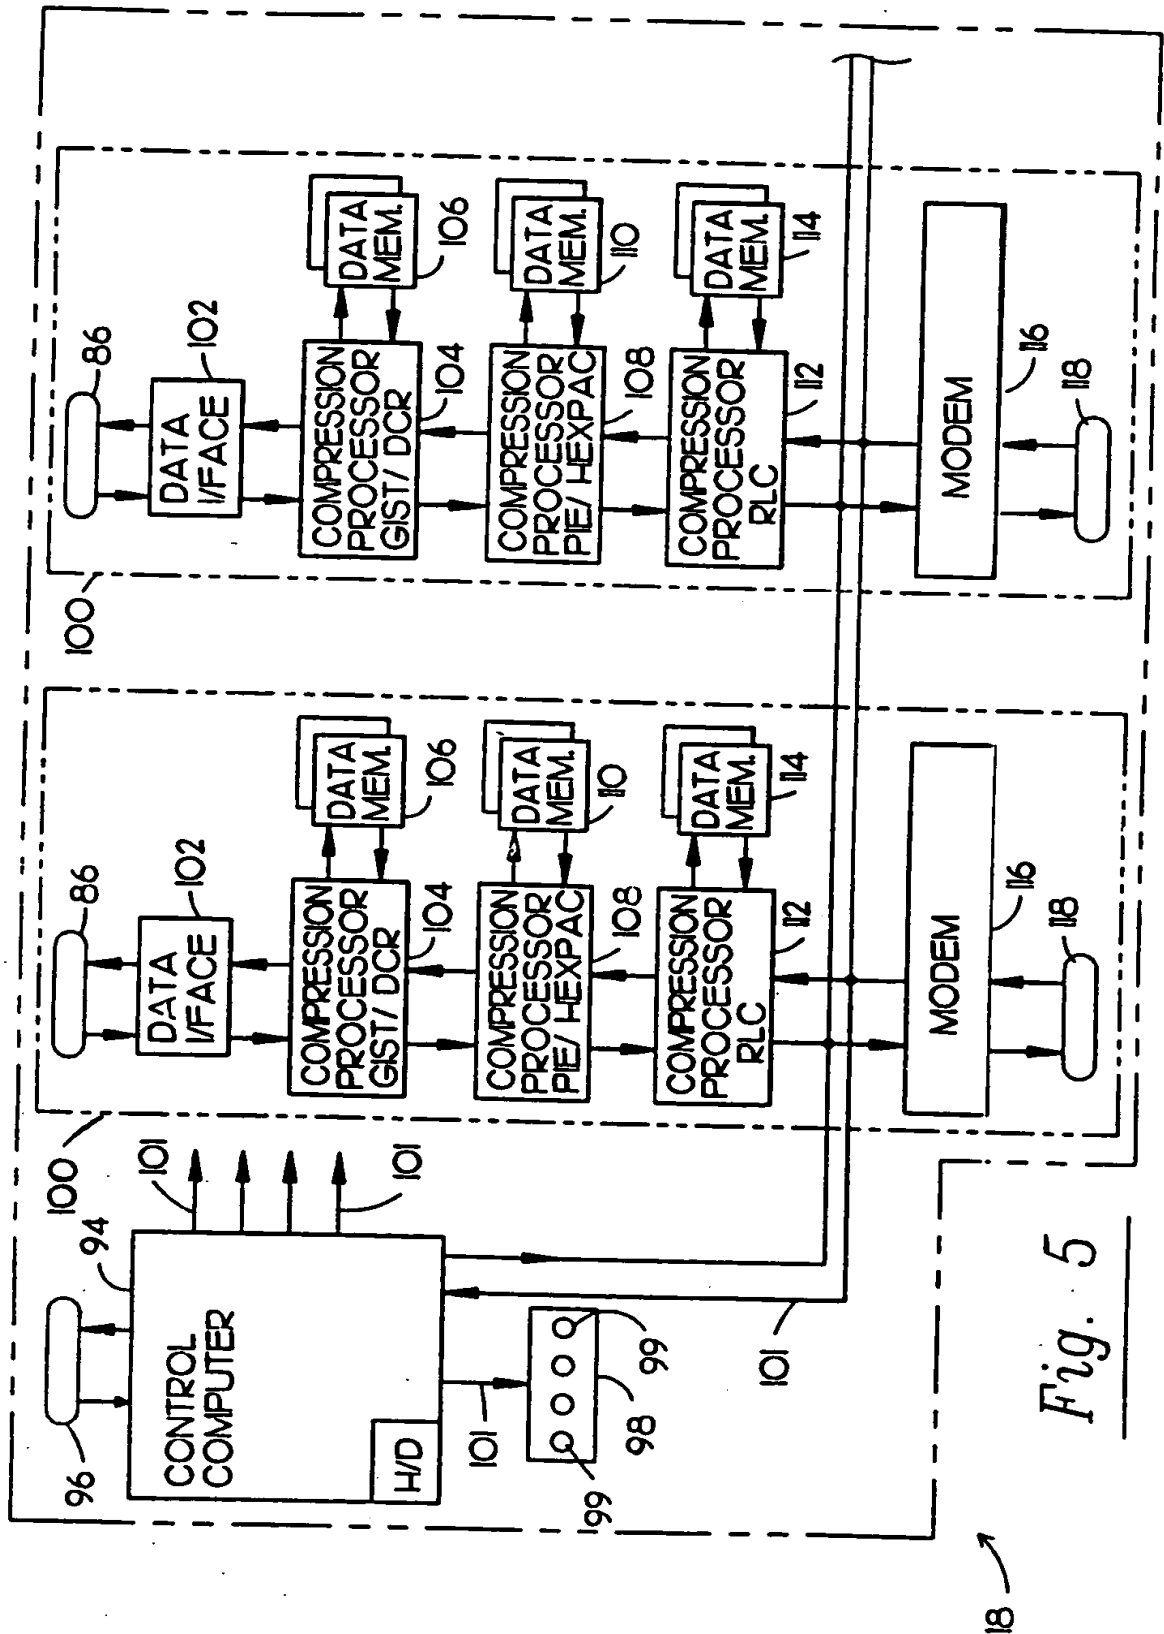 96
94
CONTROL
COMPUTER
H/D
101
101
101
99
99
98
101
100
86
DATA
I/FACE
102
COMPRESSION
PROCESSOR
GIST/DCR
104
DATA
MEM.
106
COMPRESSION
PROCESSOR
PIE/HEXPAC
108
DATA
MEM.
110
COMPRESSION
PROCESSOR
RLC
112
DATA
MEM.
114
MODEM
116
118
100
86
DATA
I/FACE
102
COMPRESSION
PROCESSOR
GIST/DCR
104
DATA
MEM.
106
COMPRESSION
PROCESSOR
PIE/HEXPAC
108
DATA
MEM.
110
COMPRESSION
PROCESSOR
RLC
112
DATA
MEM.
114
MODEM
116
118
18
Fig. 5